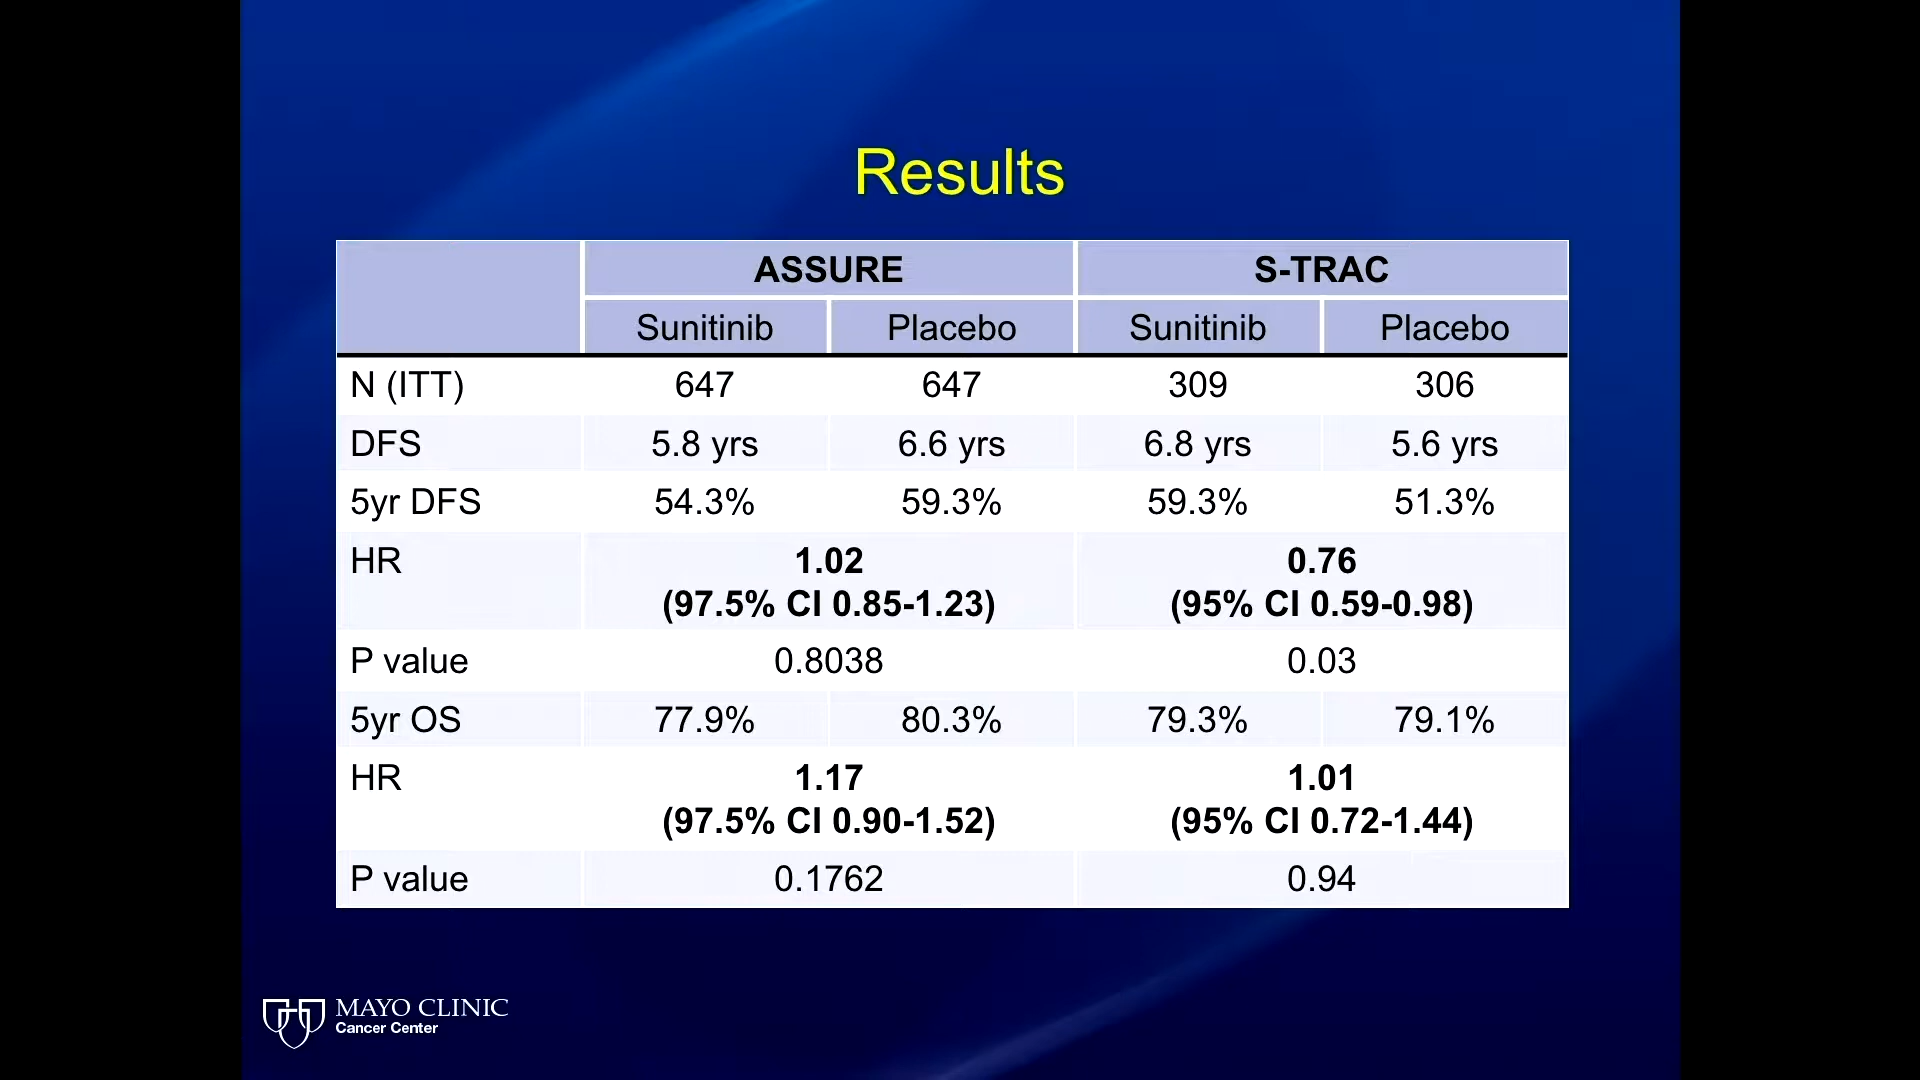 Results
ASSURE S-TRAC
Sunitinib Placebo Sunitinib Placebo
N (ITT) 647 647 309 306
DFS 5.8 yrs 6.6 yrs 6.8 yrs 5.6 yrs
5yr DFS 54.3% 59.3% 59.3% 51.3%
HR 1.02 0.76
(97.5% CI 0.85-1.23) (95% CI 0.59-0.98)
P value 0.8038 0.03
5yr OS 77.9% 80.3% 79.3% 79.1%
HR 1.17 1.01
(97.5% CI 0.90-1.52) (95% CI 0.72-1.44)
P value 0.1762 0.94
MAYO CLINIC
Cancer Center